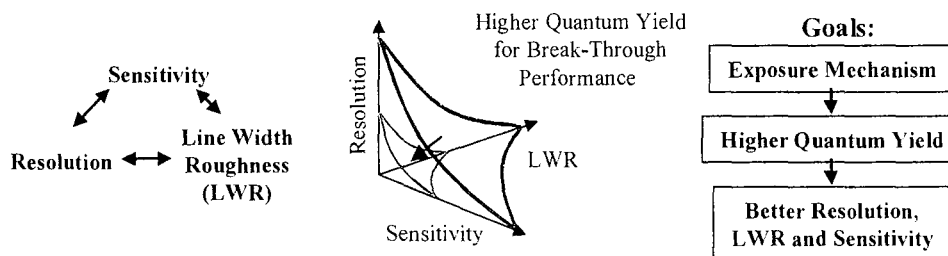 Sensitivity
Resolution
Line Width
Roughness
(LWR)
Resolution
Higher Quantum Yield
for Break-Through
Performance
LWR
Sensitivity
Goals:
Exposure Mechanism
Higher Quantum Yield
Better Resolution,
LWR and Sensitivity